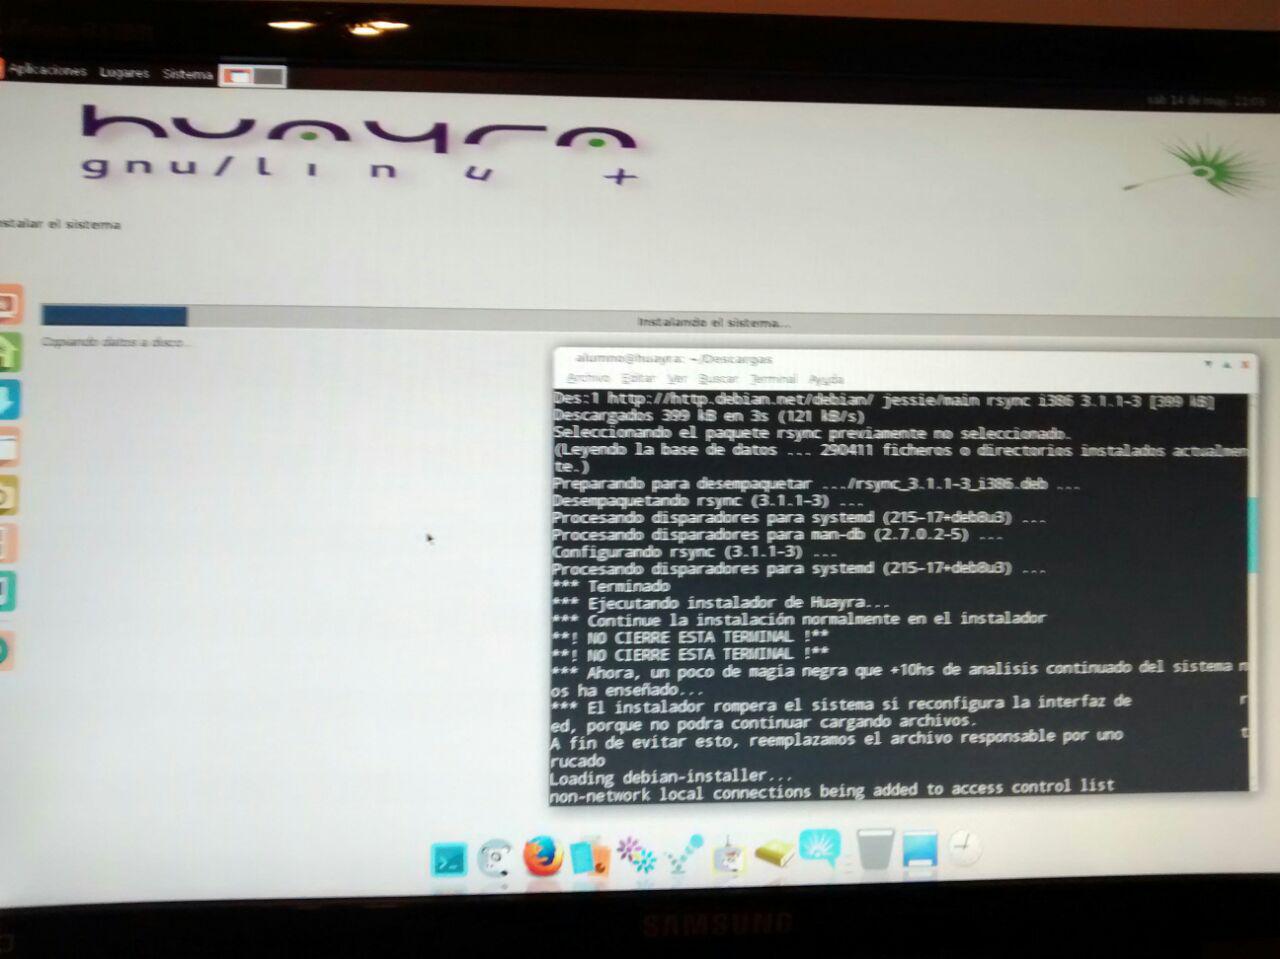 Aplicaciones Lugares Sistema
sáb 14 de may, 22:03
huayra
gnu/linux
nstalar el sistema
Instalando el sistema...
Copiando datos a disco...
alumno@huayra: ~/Descargas
Archivo Editar Ver Buscar Terminal Ayuda
Des:1 http://http.debian.net/debian/ jessie/main rsync i386 3.1.1-3 [399 kB]
Descargados 399 kB en 3s (121 kB/s)
Seleccionando el paquete rsync previamente no seleccionado.
(Leyendo la base de datos ... 290411 ficheros o directorios instalados actualmen
te.)
Preparando para desempaquetar .../rsync_3.1.1-3_i386.deb ...
Desempaquetando rsync (3.1.1-3) ...
Procesando disparadores para systemd (215-17+deb8u3) ...
Procesando disparadores para man-db (2.7.0.2-5) ...
Configurando rsync (3.1.1-3) ...
Procesando disparadores para systemd (215-17+deb8u3) ...
*** Terminado
*** Ejecutando instalador de Huayra...
*** Continue la instalación normalmente en el instalador
**! NO CIERRE ESTA TERMINAL !**
**! NO CIERRE ESTA TERMINAL !**
*** Ahora, un poco de magia negra que +10hs de analisis continuado del sistema n
os ha enseñado...
*** El instalador rompera el sistema si reconfigura la interfaz de r
ed, porque no podra continuar cargando archivos.
A fin de evitar esto, reemplazamos el archivo responsable por uno t
rucado
Loading debian-installer...
non-network local connections being added to access control list
SAMSUNG